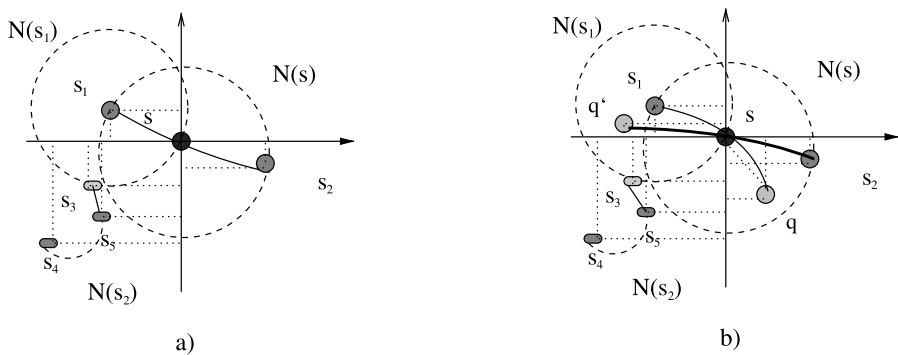 N(s₁)
N(s)
s₁
s
s₂
s₃
s₅
s₄
N(s₂)
a)
N(s₁)
N(s)
s₁
q‘
s
s₂
s₃
q
s₅
s₄
N(s₂)
b)